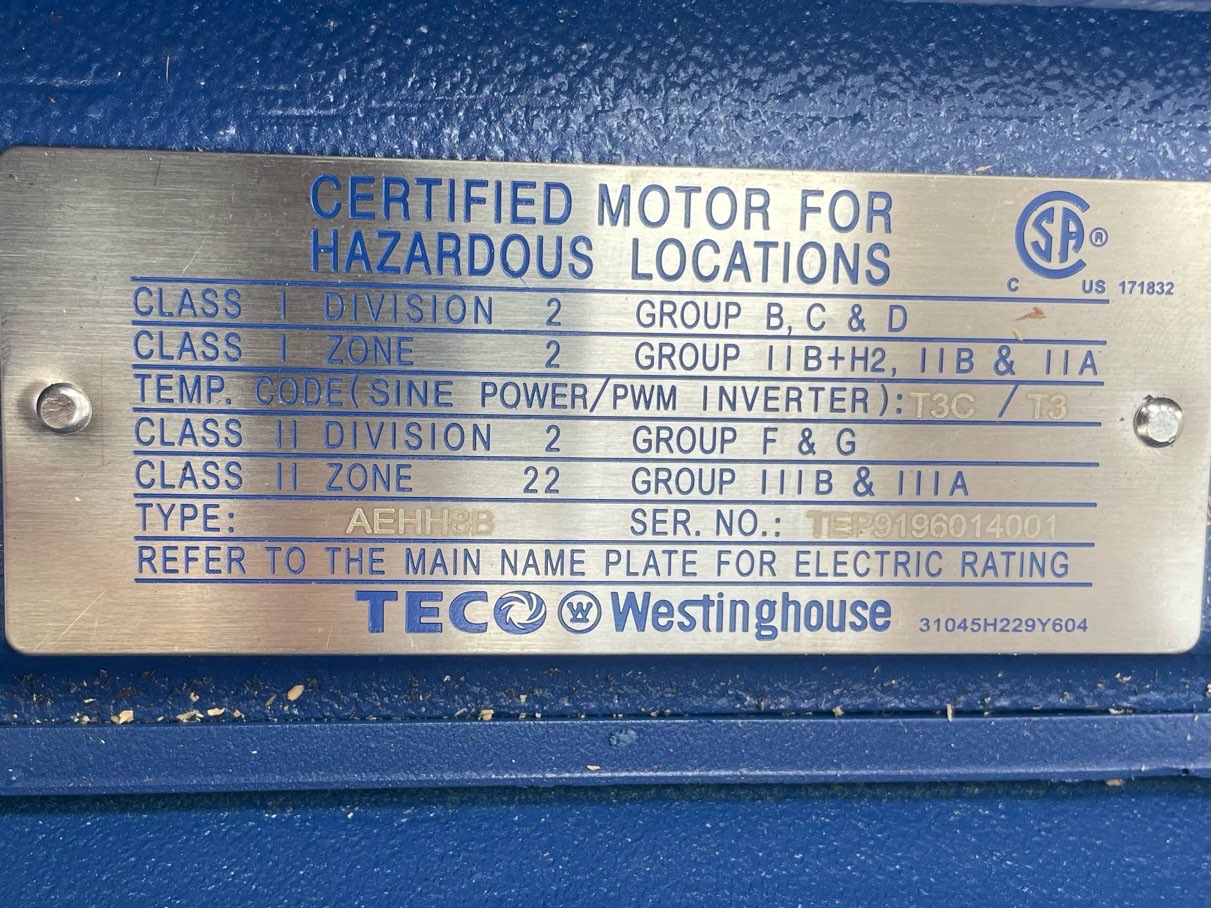 CERTIFIED MOTOR FOR
HAZARDOUS LOCATIONS
CSA ®
C US 171832
CLASS I DIVISION 2 GROUP B, C & D
CLASS I ZONE 2 GROUP IIB+H2, IIB & IIA
TEMP. CODE(SINE POWER/PWM INVERTER): T3C / T3
CLASS II DIVISION 2 GROUP F & G
CLASS II ZONE 22 GROUP IIIB & IIIA
TYPE: AEHH8B SER. NO.: TEP9196014001
REFER TO THE MAIN NAME PLATE FOR ELECTRIC RATING
TECO W Westinghouse 31045H229Y604